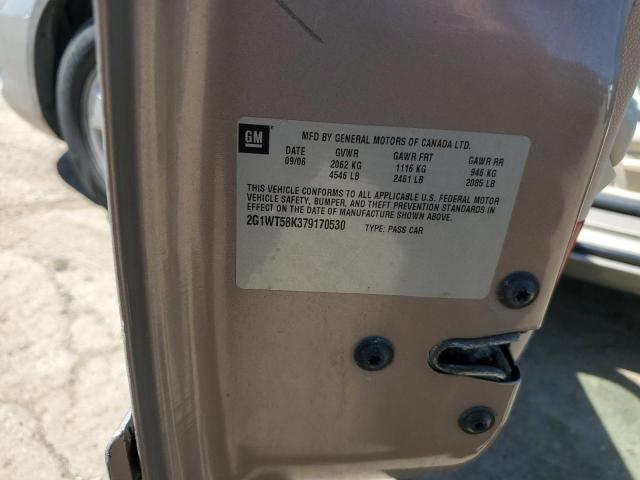 GM
MFD BY GENERAL MOTORS OF CANADA LTD.
DATE GVWR GAWR FRT GAWR RR
09/06 2062 KG 1116 KG 946 KG
4546 LB 2461 LB 2085 LB
THIS VEHICLE CONFORMS TO ALL APPLICABLE U.S. FEDERAL MOTOR
VEHICLE SAFETY, BUMPER, AND THEFT PREVENTION STANDARDS IN
EFFECT ON THE DATE OF MANUFACTURE SHOWN ABOVE.
2G1WT58K379170530 TYPE: PASS CAR